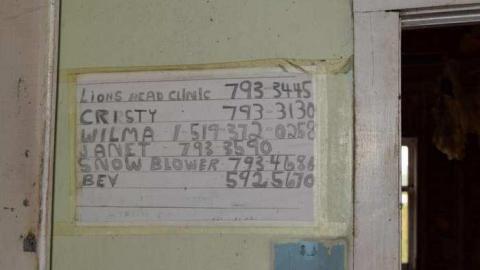 LIONS HEAD CLINIC 793-3445
CRISTY 793-3130
WILMA 1-519-372-0258
JANET 793 3590
SNOW BLOWER 793 4686
BEV 592 5670